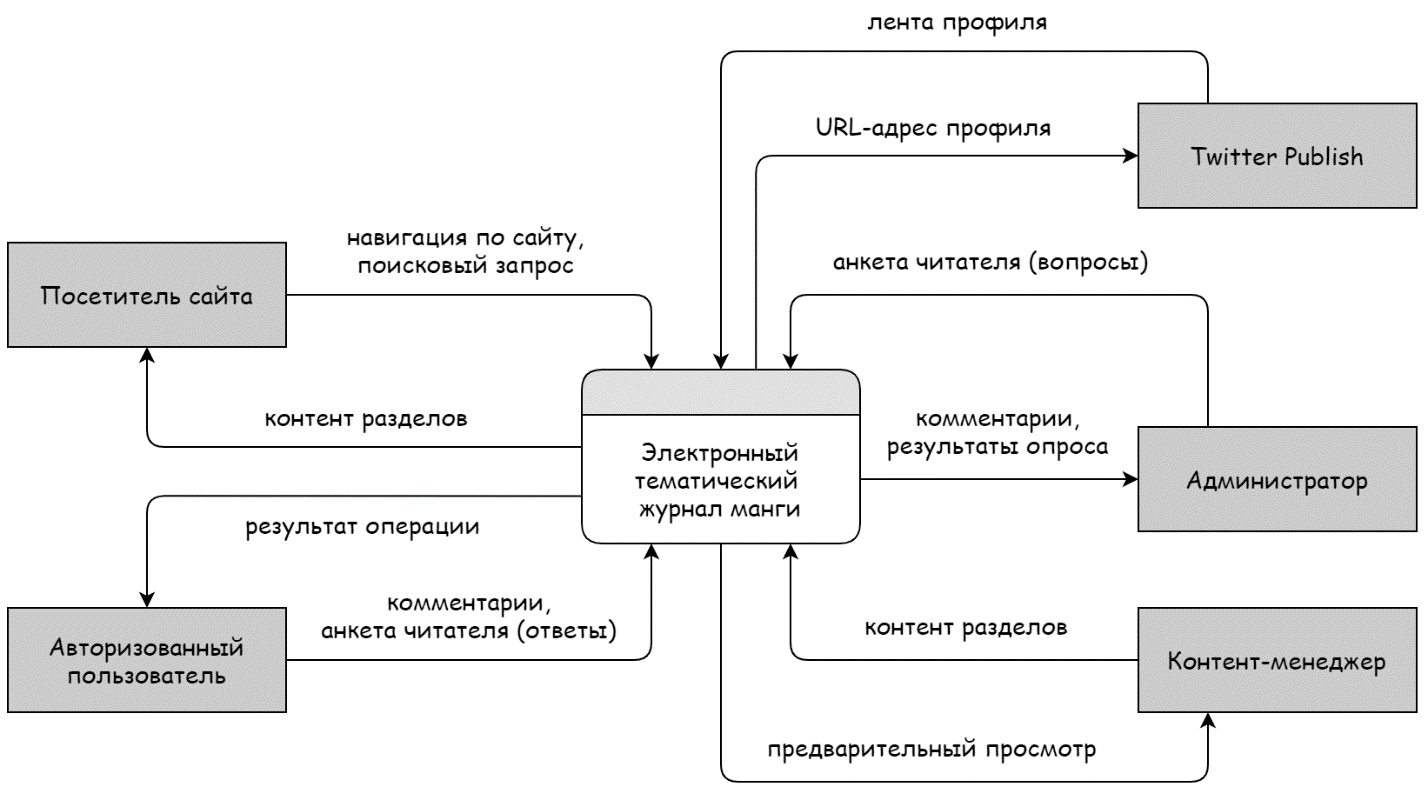 лента профиля
URL-адрес профиля
Twitter Publish
навигация по сайту,
поисковый запрос
анкета читателя (вопросы)
Посетитель сайта
контент разделов
комментарии,
результаты опроса
Электронный
тематический
журнал манги
Администратор
результат операции
комментарии,
анкета читателя (ответы)
контент разделов
Авторизованный
пользователь
Контент-менеджер
предварительный просмотр